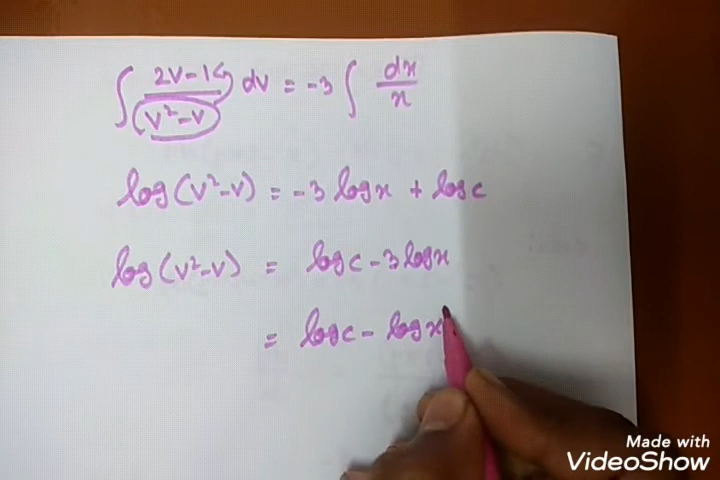 ∫ 2v-1 / v²-v dv = -3 ∫ dx / x
log (v²-v) = -3 log x + log c
log (v²-v) = log c - 3 log x
= log c - log x
Made with
VideoShow